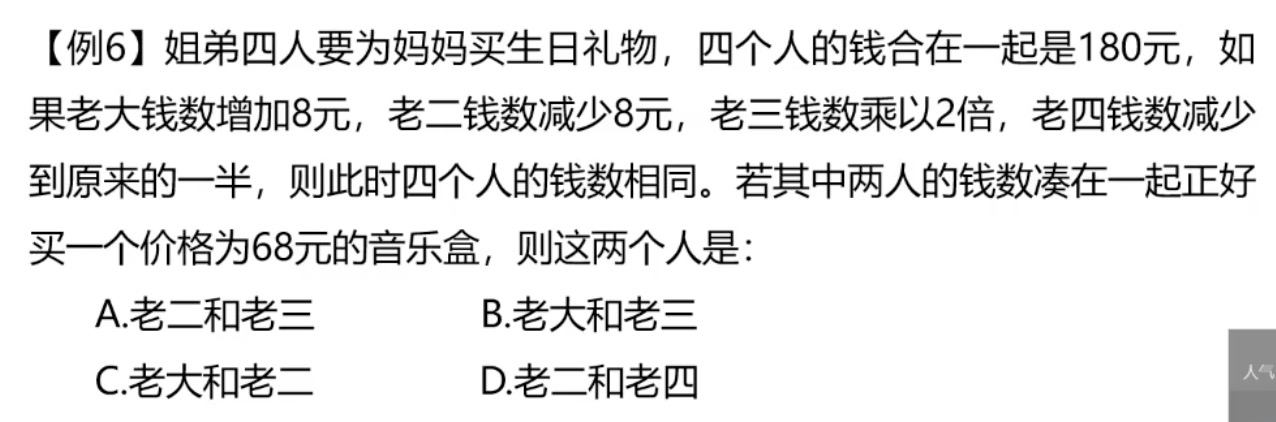 【例6】姐弟四人要为妈妈买生日礼物，四个人的钱合在一起是180元，如
果老大钱数增加8元，老二钱数减少8元，老三钱数乘以2倍，老四钱数减少
到原来的一半，则此时四个人的钱数相同。若其中两人的钱数凑在一起正好
买一个价格为68元的音乐盒，则这两个人是：
A.老二和老三 B.老大和老三
C.老大和老二 D.老二和老四
人气